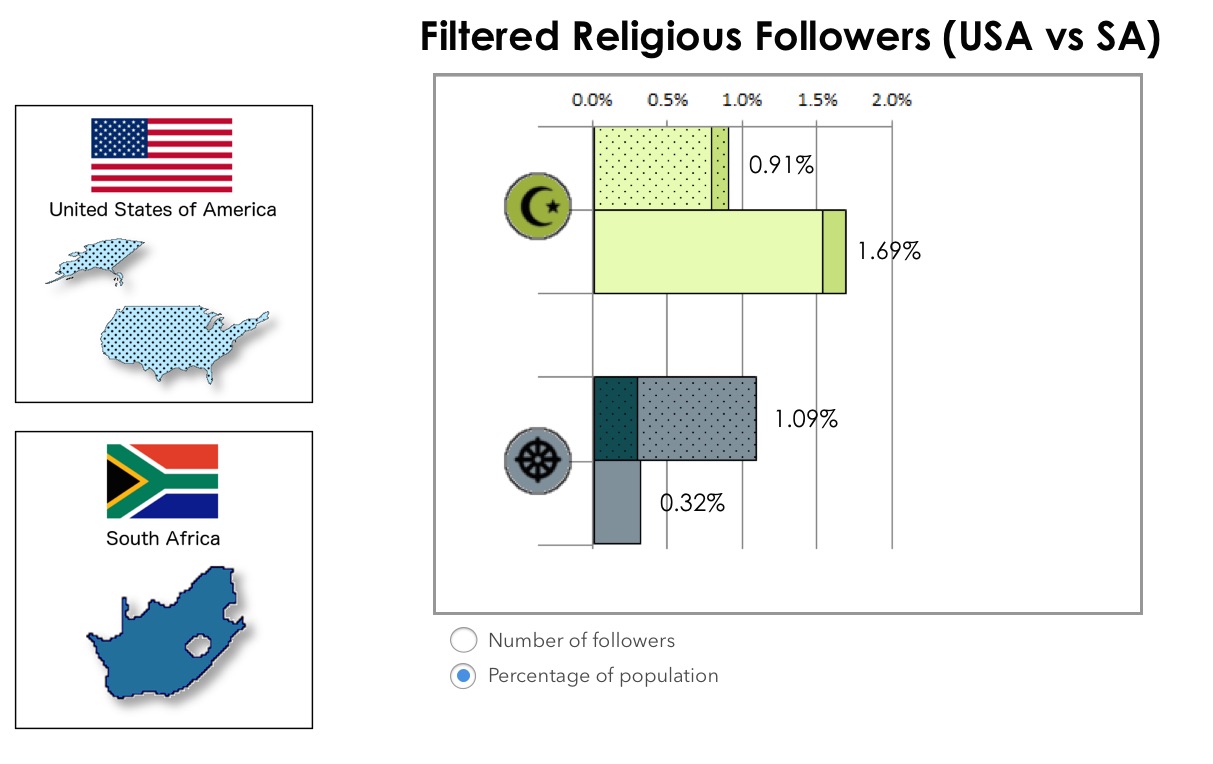 Filtered Religious Followers (USA vs SA)
United States of America
South Africa
0.0% 0.5% 1.0% 1.5% 2.0%
0.91%
1.69%
1.09%
0.32%
Number of followers
Percentage of population